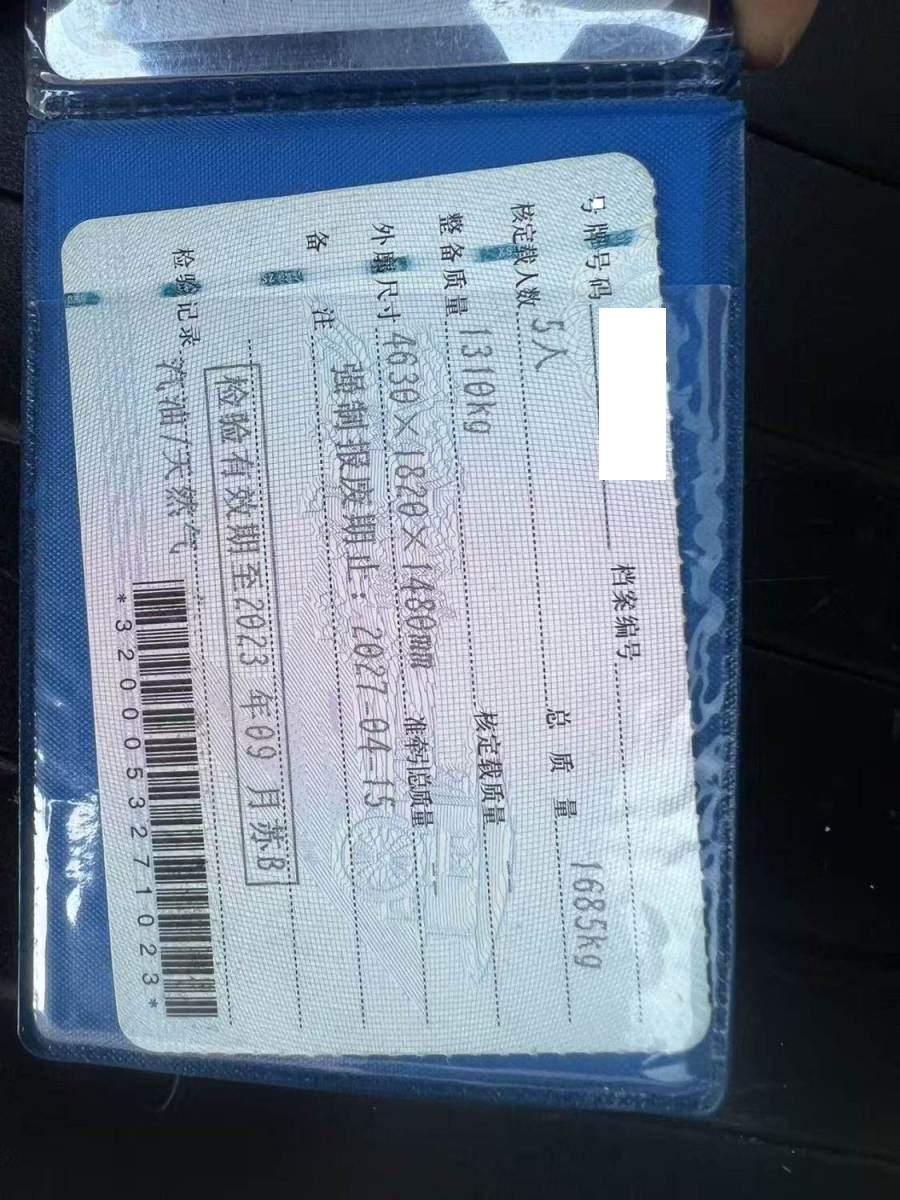 号牌号码 档案编号
核定载人数 5人 总质量 1685kg
整备质量 1310kg 核定载质量
外廓尺寸 4630×1820×1480mm 准牵引总质量
备注 强制报废期止：2027-04-15
检验有效期至2023年09月苏B
检验记录 汽油/天然气
*3200053271023*